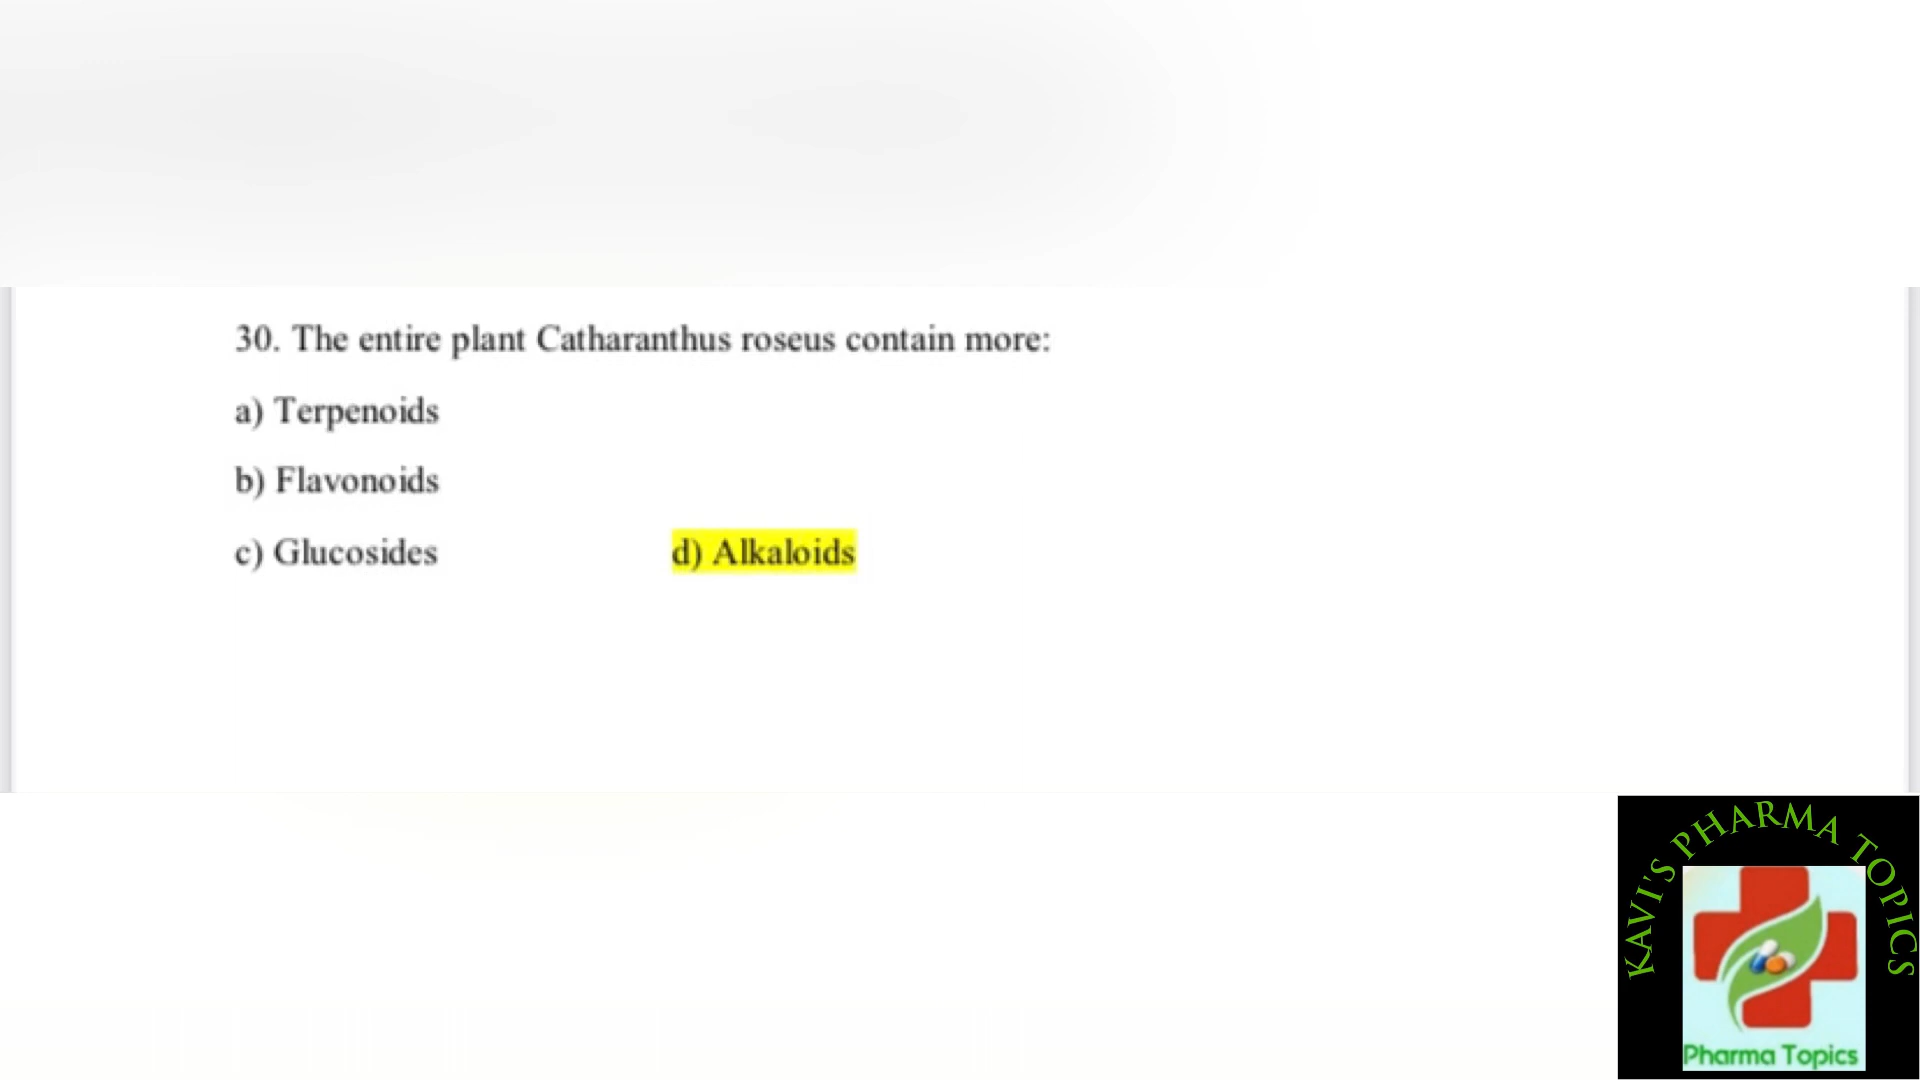 30. The entire plant Catharanthus roseus contain more:
a) Terpenoids
b) Flavonoids
c) Glucosides d) Alkaloids
KAVI'S PHARMA TOPICS
Pharma Topics